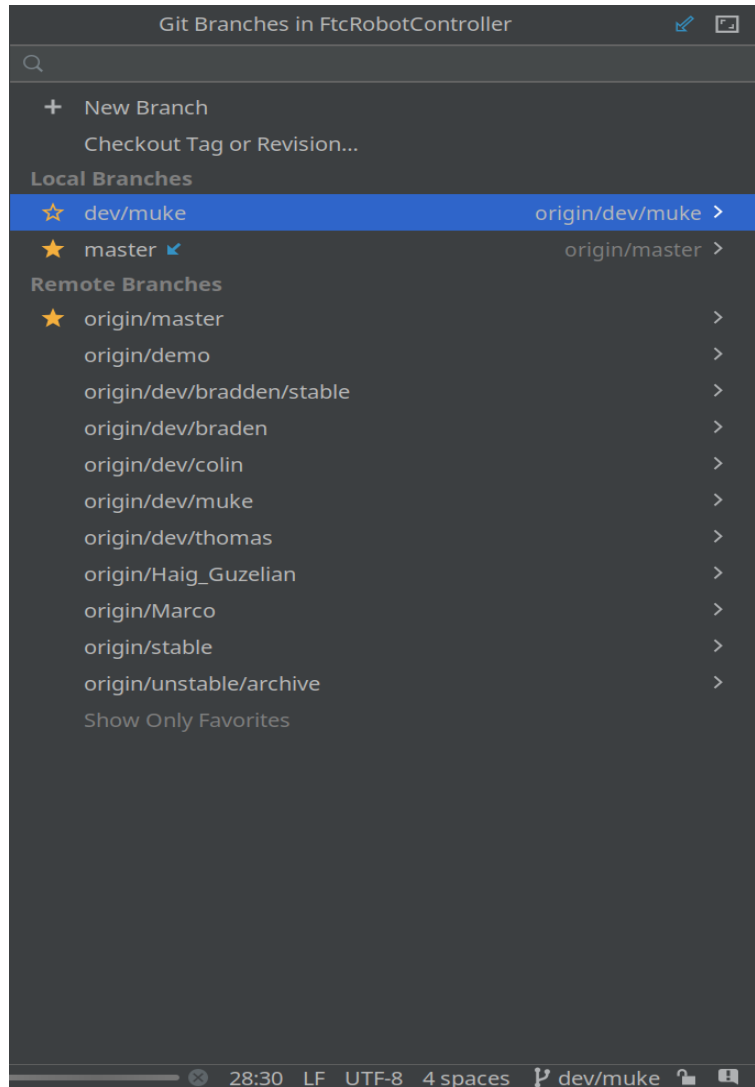 Git Branches in FtcRobotController
New Branch
Checkout Tag or Revision...
Local Branches
dev/muke origin/dev/muke
master origin/master
Remote Branches
origin/master
origin/demo
origin/dev/bradden/stable
origin/dev/braden
origin/dev/colin
origin/dev/muke
origin/dev/thomas
origin/Haig_Guzelian
origin/Marco
origin/stable
origin/unstable/archive
Show Only Favorites
28:30 LF UTF-8 4 spaces dev/muke